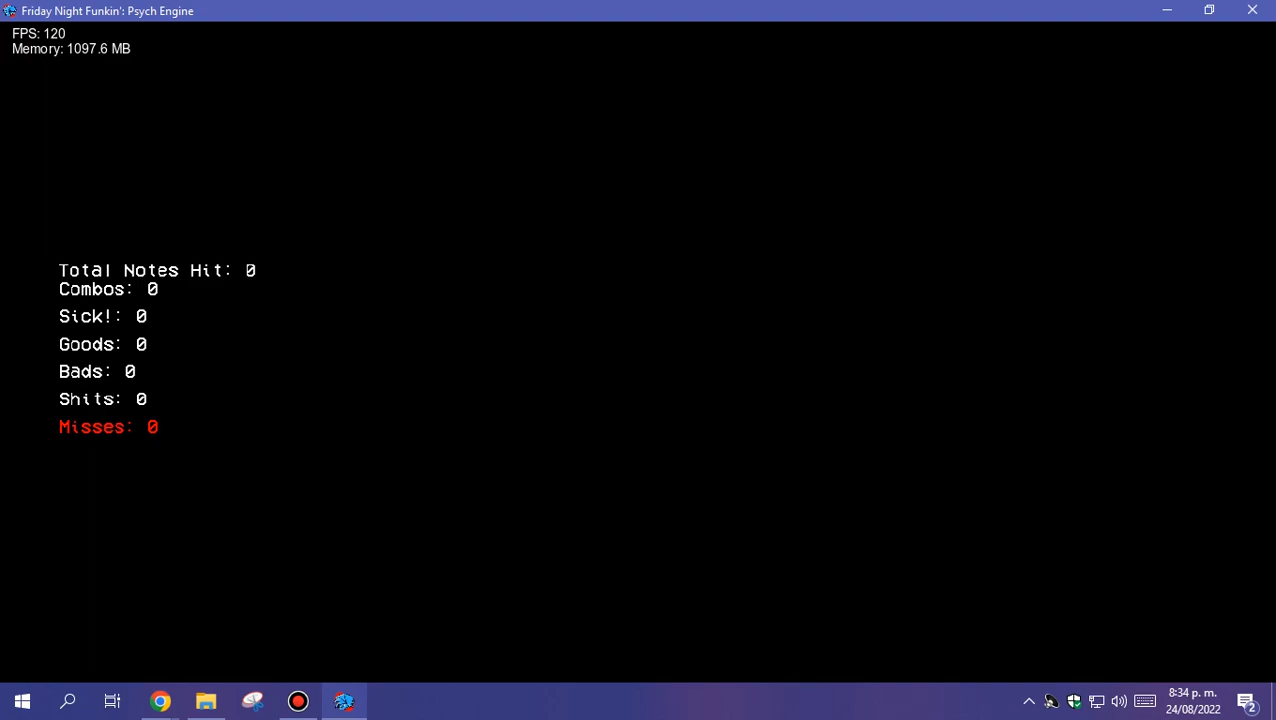 Friday Night Funkin': Psych Engine
FPS: 120
Memory: 1097.6 MB
Total Notes Hit: 0
Combos: 0
Sick!: 0
Goods: 0
Bads: 0
Shits: 0
Misses: 0
8:34 p. m.
24/08/2022
2